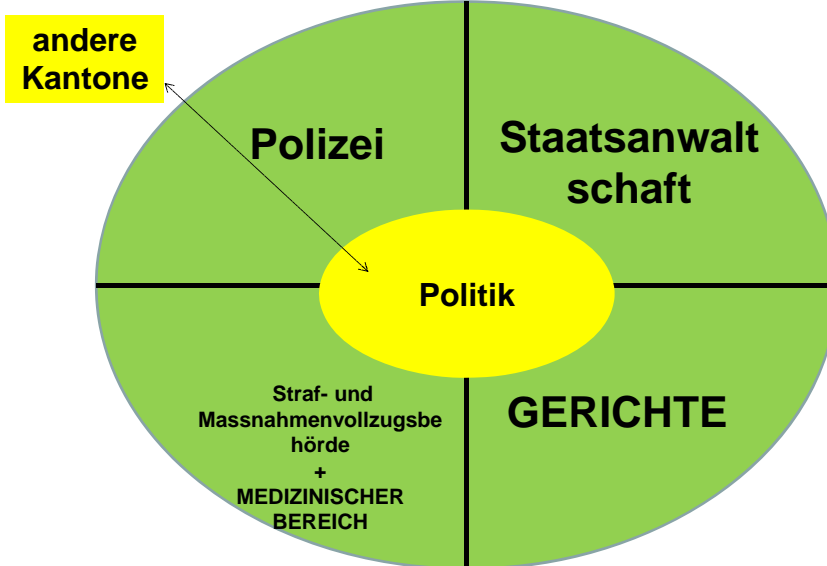 andere
Kantone
Polizei
Staatsanwalt
schaft
Politik
Straf- und
Massnahmenvollzugsbe
hörde
+
MEDIZINISCHER
BEREICH
GERICHTE